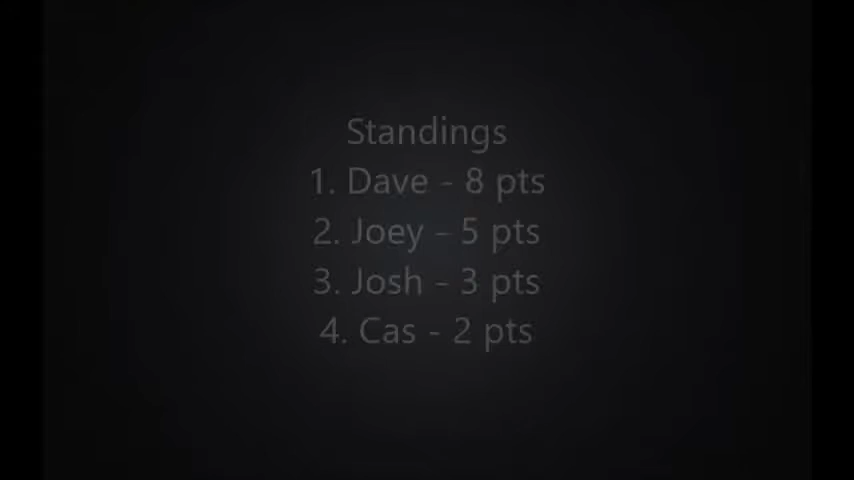 Standings
1. Dave - 8 pts
2. Joey - 5 pts
3. Josh - 3 pts
4. Cas - 2 pts